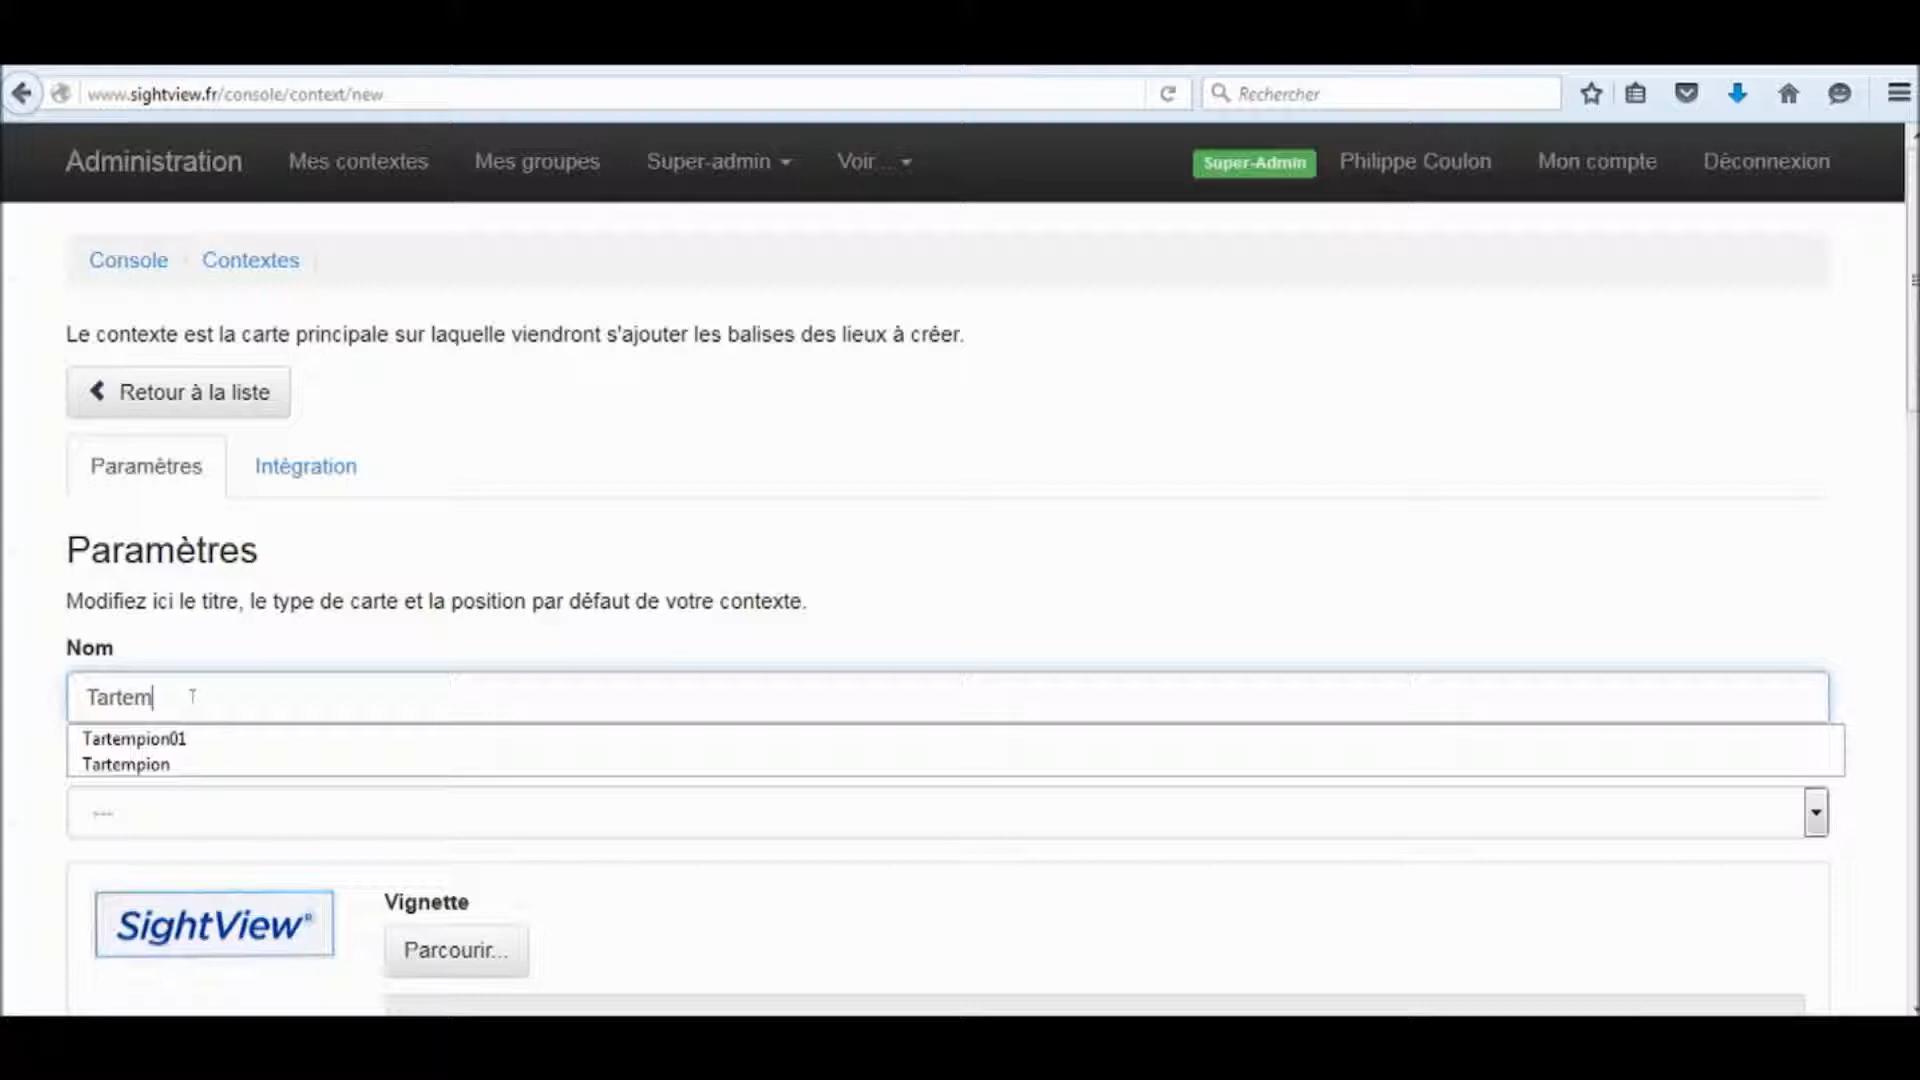 www.sightview.fr/console/context/new
Rechercher
Administration Mes contextes Mes groupes Super-admin Voir ... Super-Admin Philippe Coulon Mon compte Déconnexion
Console Contextes
Le contexte est la carte principale sur laquelle viendront s'ajouter les balises des lieux à créer.
Retour à la liste
Paramètres Intégration
Paramètres
Modifiez ici le titre, le type de carte et la position par défaut de votre contexte.
Nom
Tartem
Tartempion01
Tartempion
---
SightView®
Vignette
Parcourir...